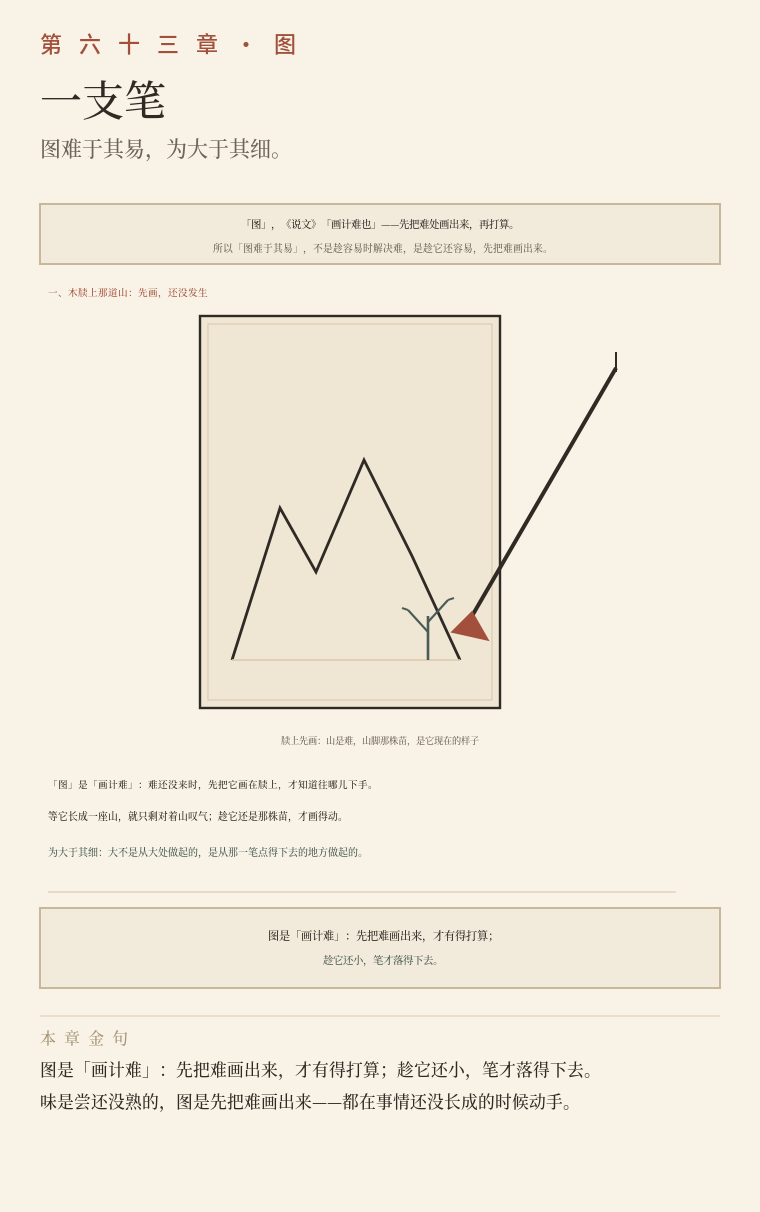 第六十三章·图
一支笔
图难于其易，为大于其细。
「图」，《说文》「画计难也」——先把难处画出来，再打算。
所以「图难于其易」，不是趁容易时解决难，是趁它还容易，先把难画出来。
一、木牍上那道山：先画，还没发生
牍上先画：山是难，山脚那株苗，是它现在的样子
「图」是「画计难」：难还没来时，先把它画在牍上，才知道往哪儿下手。
等它长成一座山，就只剩对着山叹气；趁它还是那株苗，才画得动。
为大于其细：大不是从大处做起的，是从那一笔点得下去的地方做起的。
图是「画计难」：先把难画出来，才有得打算；
趁它还小，笔才落得下去。
本章金句
图是「画计难」：先把难画出来，才有得打算；趁它还小，笔才落得下去。
味是尝还没熟的，图是先把难画出来——都在事情还没长成的时候动手。